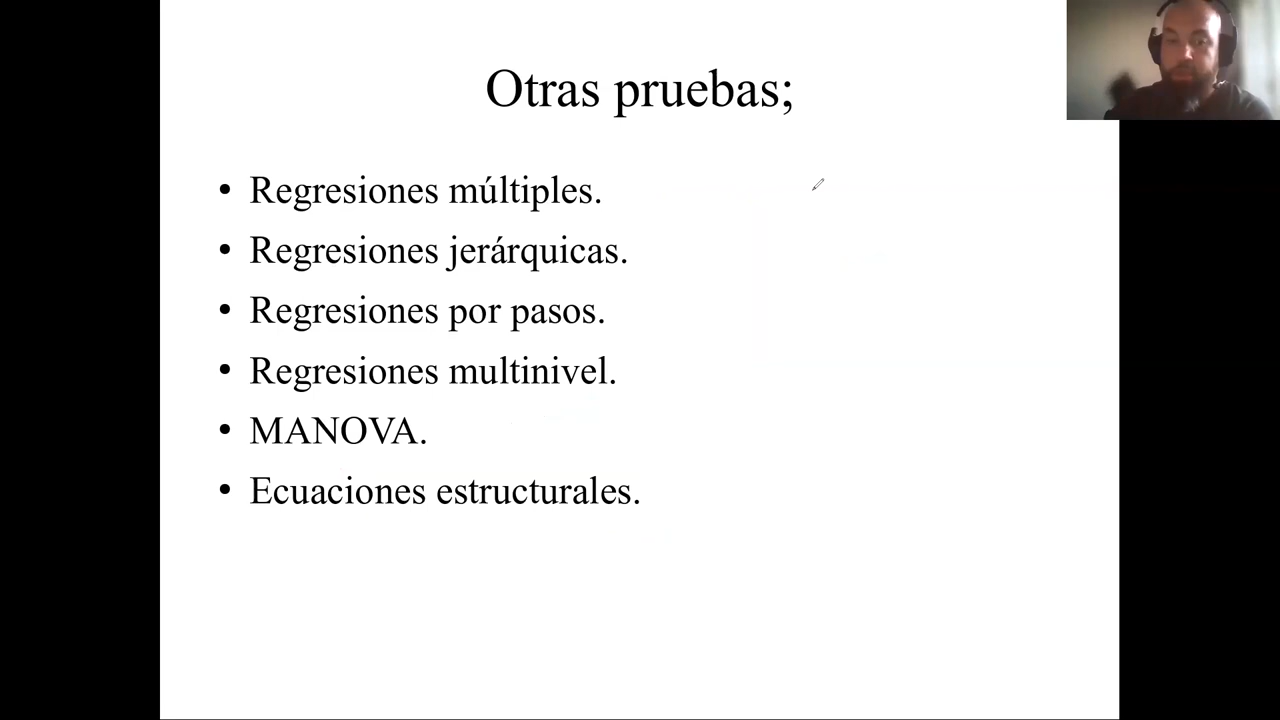 Otras pruebas;
• Regresiones múltiples.
• Regresiones jerárquicas.
• Regresiones por pasos.
• Regresiones multinivel.
• MANOVA.
• Ecuaciones estructurales.